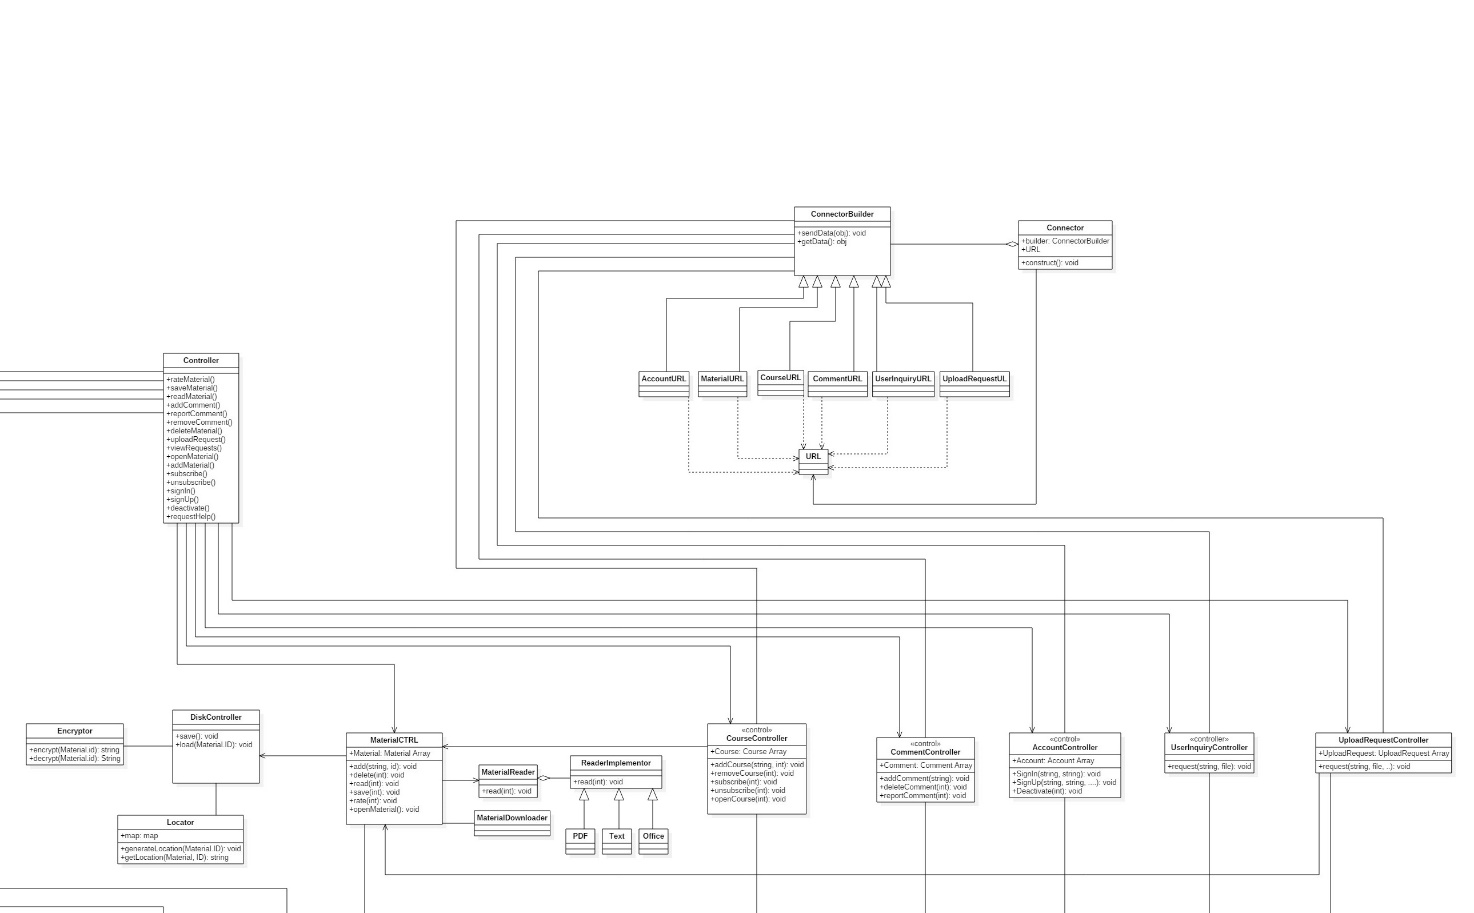 ConnectorBuilder
+sendData(obj): void
+getData(): obj
Connector
+builder: ConnectorBuilder
+URL
+construct(): void
Controller
+rateMaterial()
+saveMaterial()
+readMaterial()
+addComment()
+reportComment()
+removeComment()
+deleteMaterial()
+uploadRequest()
+viewRequests()
+openMaterial()
+addMaterial()
+subscribe()
+unsubscribe()
+signIn()
+signUp()
+deactivate()
+requestHelp()
AccountURL
MaterialURL
CourseURL
CommentURL
UserInquiryURL
UploadRequestUL
URL
Encryptor
+encrypt(Material.id): string
+decrypt(Material.id): String
DiskController
+save(): void
+load(Material.ID): void
Locator
+map: map
+generateLocation(Material.ID): void
+getLocation(Material, ID): string
MaterialCTRL
+Material: Material Array
+add(string, id): void
+delete(int): void
+read(int): void
+save(int): void
+rate(int): void
+openMaterial(): void
MaterialReader
+read(int): void
MaterialDownloader
ReaderImplementor
+read(int): void
PDF
Text
Office
«control»
CourseController
+Course: Course Array
+addCourse(string, int): void
+removeCourse(int): void
+subscribe(int): void
+unsubscribe(int): void
+openCourse(int): void
«control»
CommentController
+Comment: Comment Array
+addComment(string): void
+deleteComment(int): void
+reportComment(int): void
«control»
AccountController
+Account: Account Array
+SignIn(string, string): void
+SignUp(string, string, ....): void
+Deactivate(int): void
«controller»
UserInquiryController
+request(string, file): void
UploadRequestController
+UploadRequest: UploadRequest Array
+request(string, file, ..): void